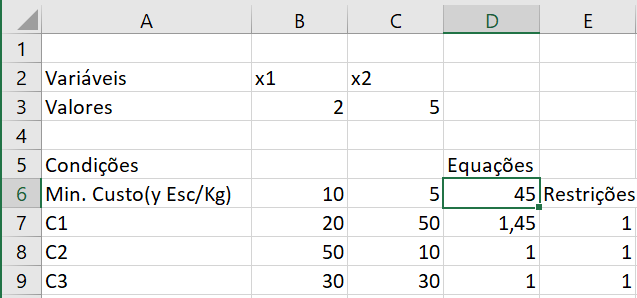 A B C D E
1
2 Variáveis x1 x2
3 Valores 2 5
4
5 Condições Equações
6 Min. Custo(y Esc/Kg) 10 5 45 Restrições
7 C1 20 50 1,45 1
8 C2 50 10 1 1
9 C3 30 30 1 1